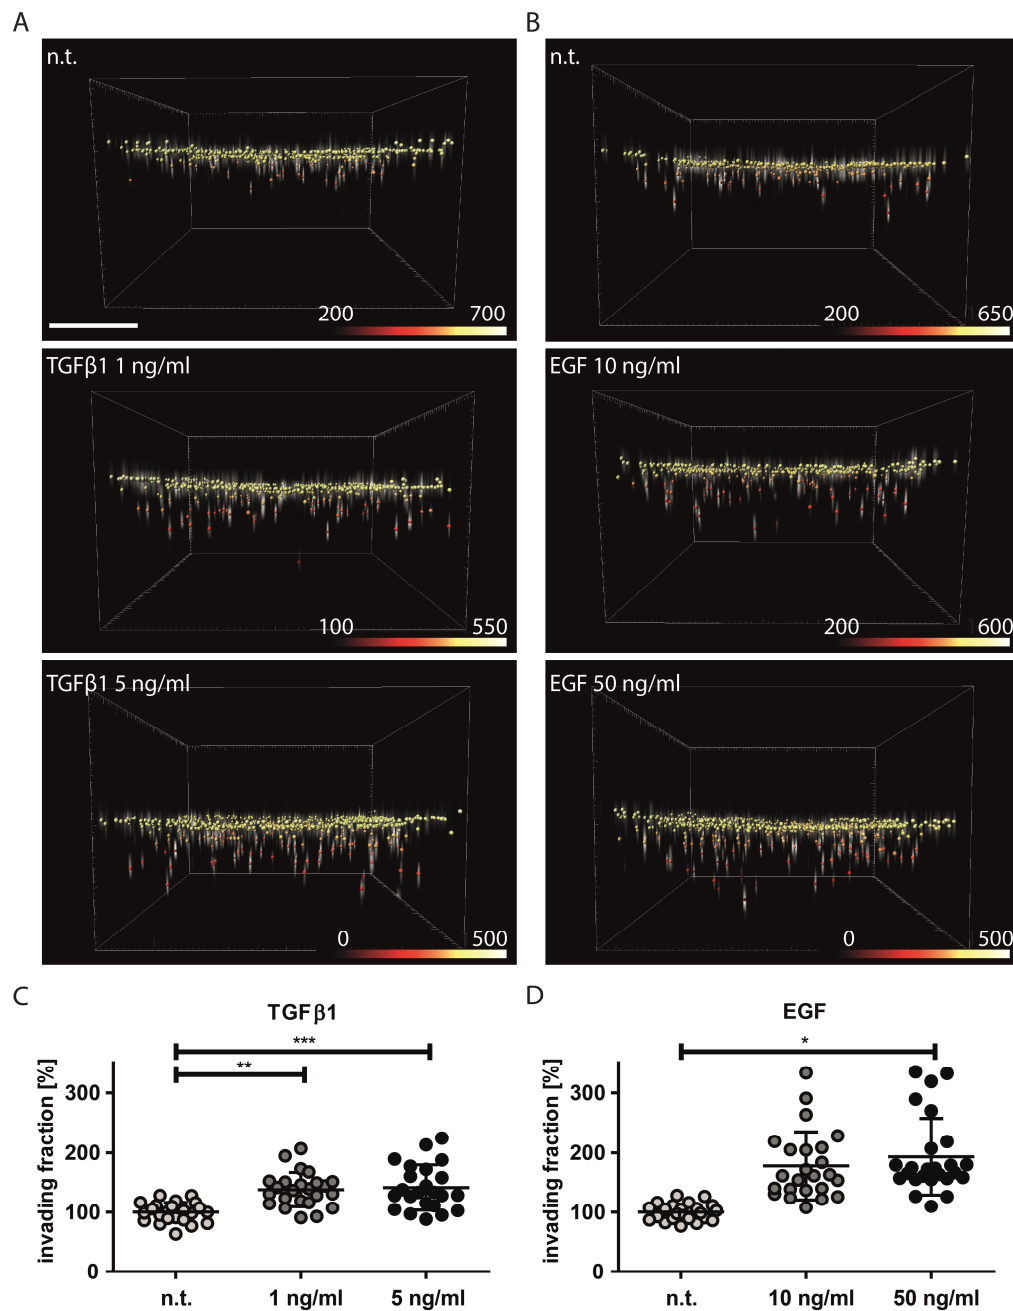 A
B
n.t.
n.t.
200 700
200 650
TGFβ1 1 ng/ml
EGF 10 ng/ml
100 550
200 600
TGFβ1 5 ng/ml
EGF 50 ng/ml
0 500
0 500
C
D
TGFβ1
EGF
***
**
*
invading fraction [%]
300
200
100
0
n.t. 1 ng/ml 5 ng/ml
invading fraction [%]
300
200
100
0
n.t. 10 ng/ml 50 ng/ml